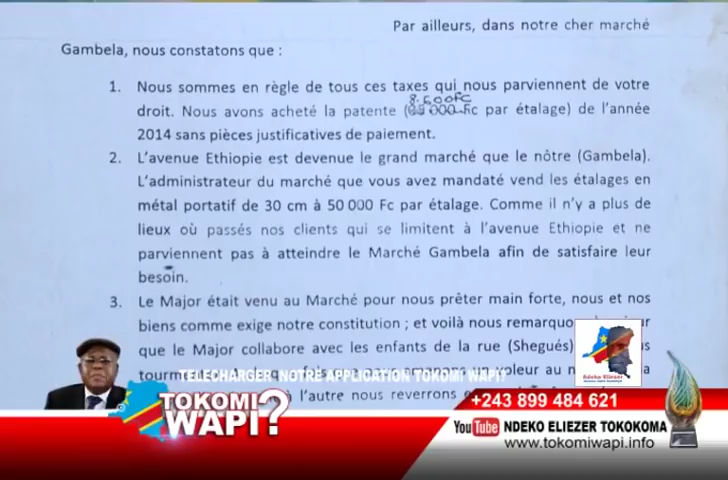 Par ailleurs, dans notre cher marché
Gambela, nous constatons que :
1. Nous sommes en règle de tous ces taxes qui nous parviennent de votre
8.500FC
droit. Nous avons acheté la patente ( 000 Fc par étalage) de l'année
2014 sans pièces justificatives de paiement.
2. L'avenue Ethiopie est devenue le grand marché que le nôtre (Gambela).
L'administrateur du marché que vous avez mandaté vend les étalages en
métal portatif de 30 cm à 50 000 Fc par étalage. Comme il n'y a plus de
lieux où passés nos clients qui se limitent à l'avenue Ethiopie et ne
parviennent pas à atteindre le Marché Gambela afin de satisfaire leur
besoin.
3. Le Major était venu au Marché pour nous prêter main forte, nous et nos
biens comme exige notre constitution ; et voilà nous
que le Major collabore avec les enfants de la rue (Shegués)
TELECHARGER NOTRE APPLICATION TOKOMI WAPI?
à l'autre nous reverrons
TOKOMI
WAPI?
Ndeko Eliezer
+243 899 484 621
YouTube NDEKO ELIEZER TOKOKOMA
www.tokomiwapi.info